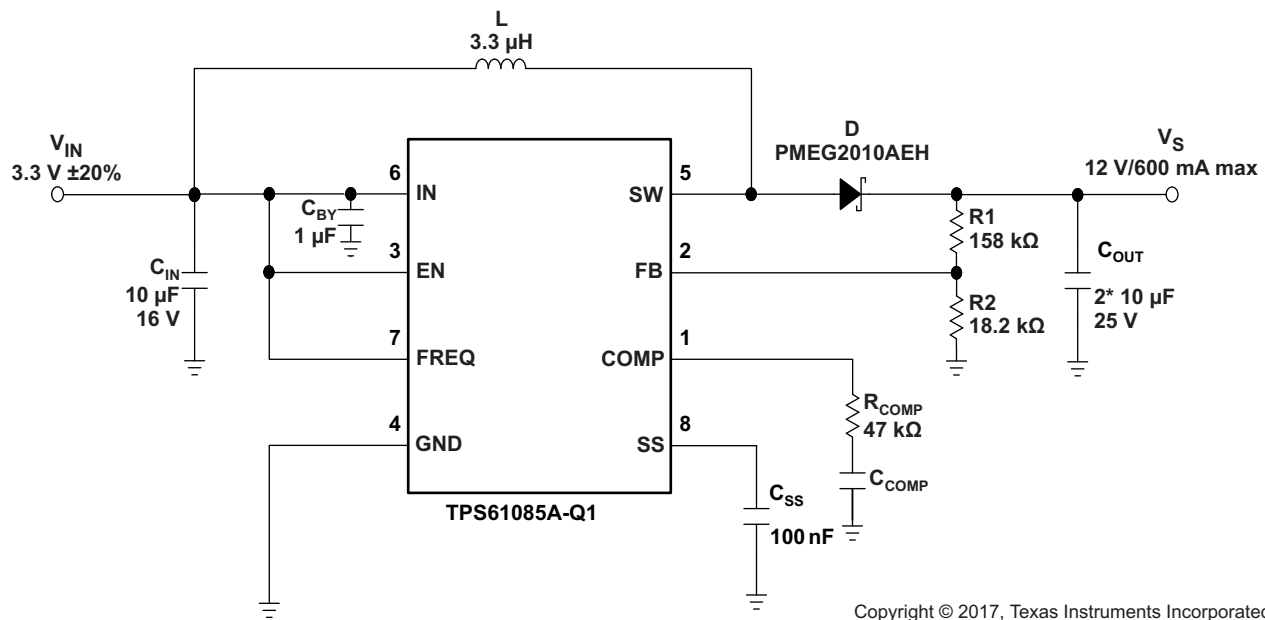 L
3.3 µH
V_IN
3.3 V ±20%
D
PMEG2010AEH
V_S
12 V/600 mA max
6
IN
5
SW
C_BY
1 µF
R1
158 kΩ
3
EN
2
FB
C_IN
10 µF
16 V
C_OUT
2* 10 µF
25 V
R2
18.2 kΩ
7
FREQ
1
COMP
R_COMP
47 kΩ
4
GND
8
SS
C_COMP
C_SS
100 nF
TPS61085A-Q1
Copyright © 2017, Texas Instruments Incorporated